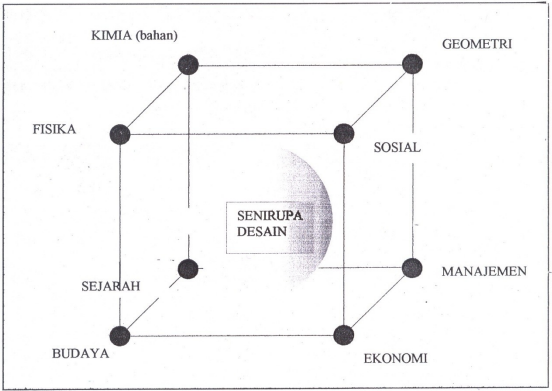 KIMIA (bahan)
GEOMETRI
FISIKA
SOSIAL
SENIRUPA
DESAIN
SEJARAH
MANAJEMEN
BUDAYA
EKONOMI